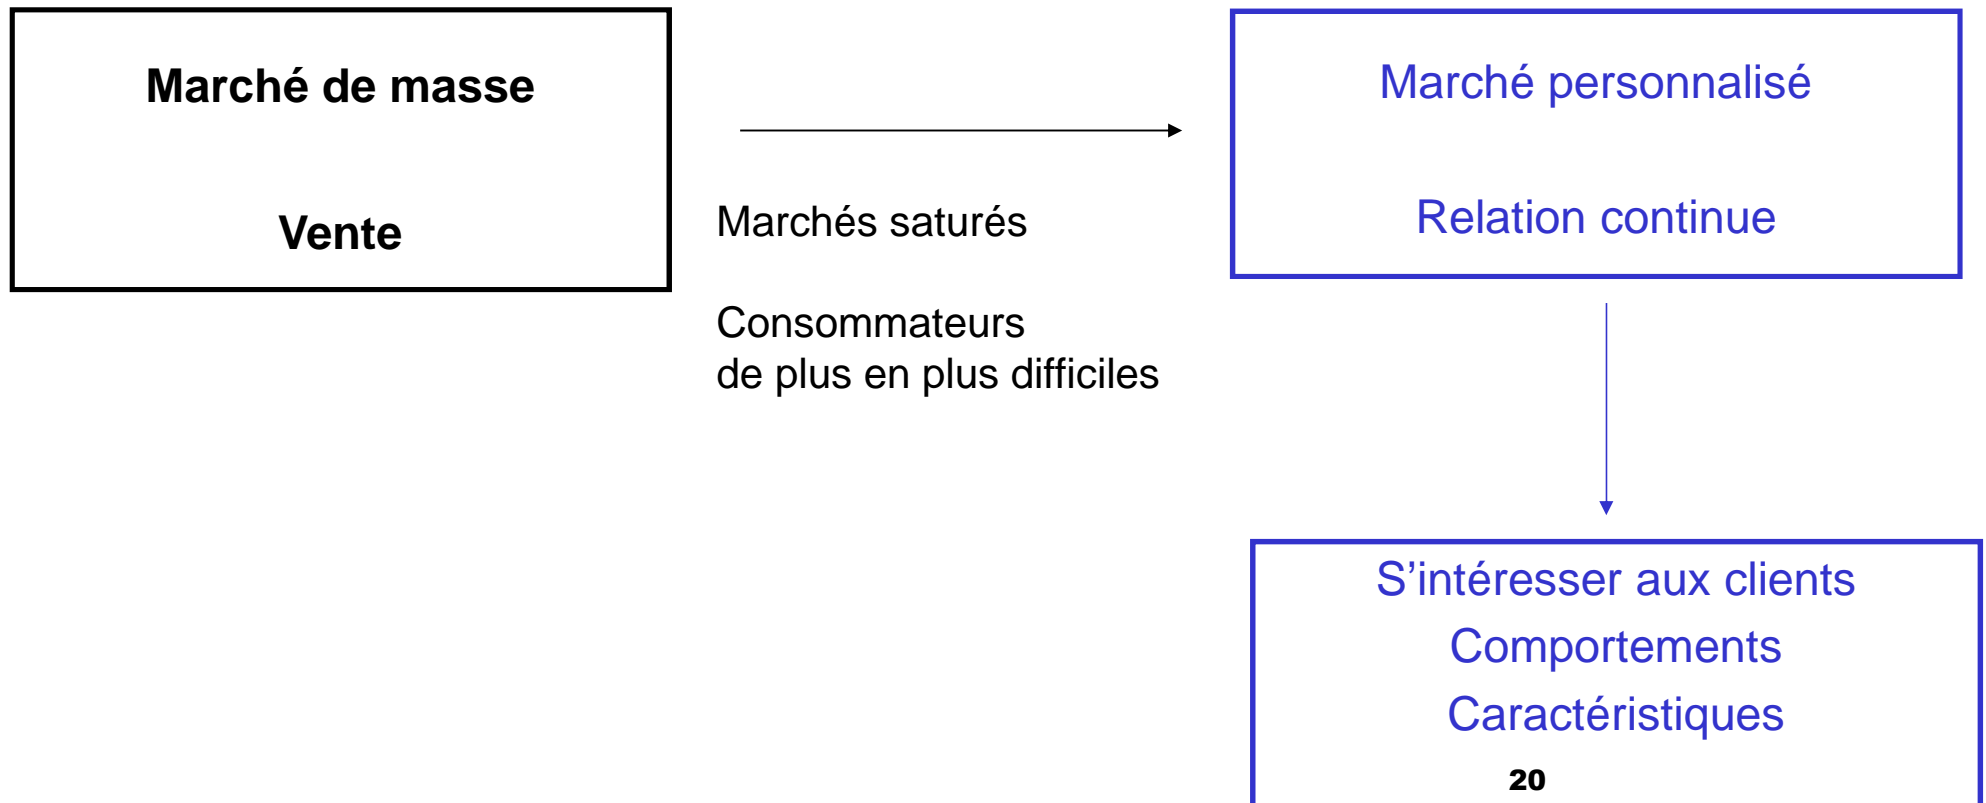 Marché de masse
Vente
Marchés saturés
Consommateurs
de plus en plus difficiles
Marché personnalisé
Relation continue
S’intéresser aux clients
Comportements
Caractéristiques
20